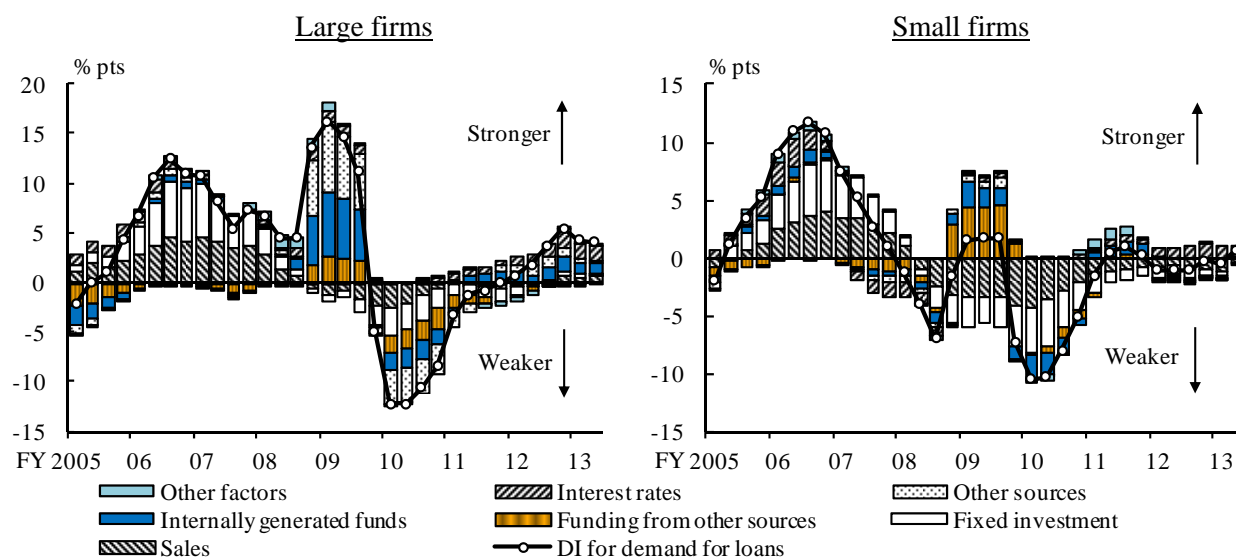 Large firms
Small firms
% pts
% pts
20
15
10
5
0
-5
-10
-15
15
10
5
0
-5
-10
-15
Stronger
Weaker
Stronger
Weaker
FY 2005 06 07 08 09 10 11 12 13
FY 2005 06 07 08 09 10 11 12 13
Other factors
Interest rates
Other sources
Internally generated funds
Funding from other sources
Fixed investment
Sales
DI for demand for loans